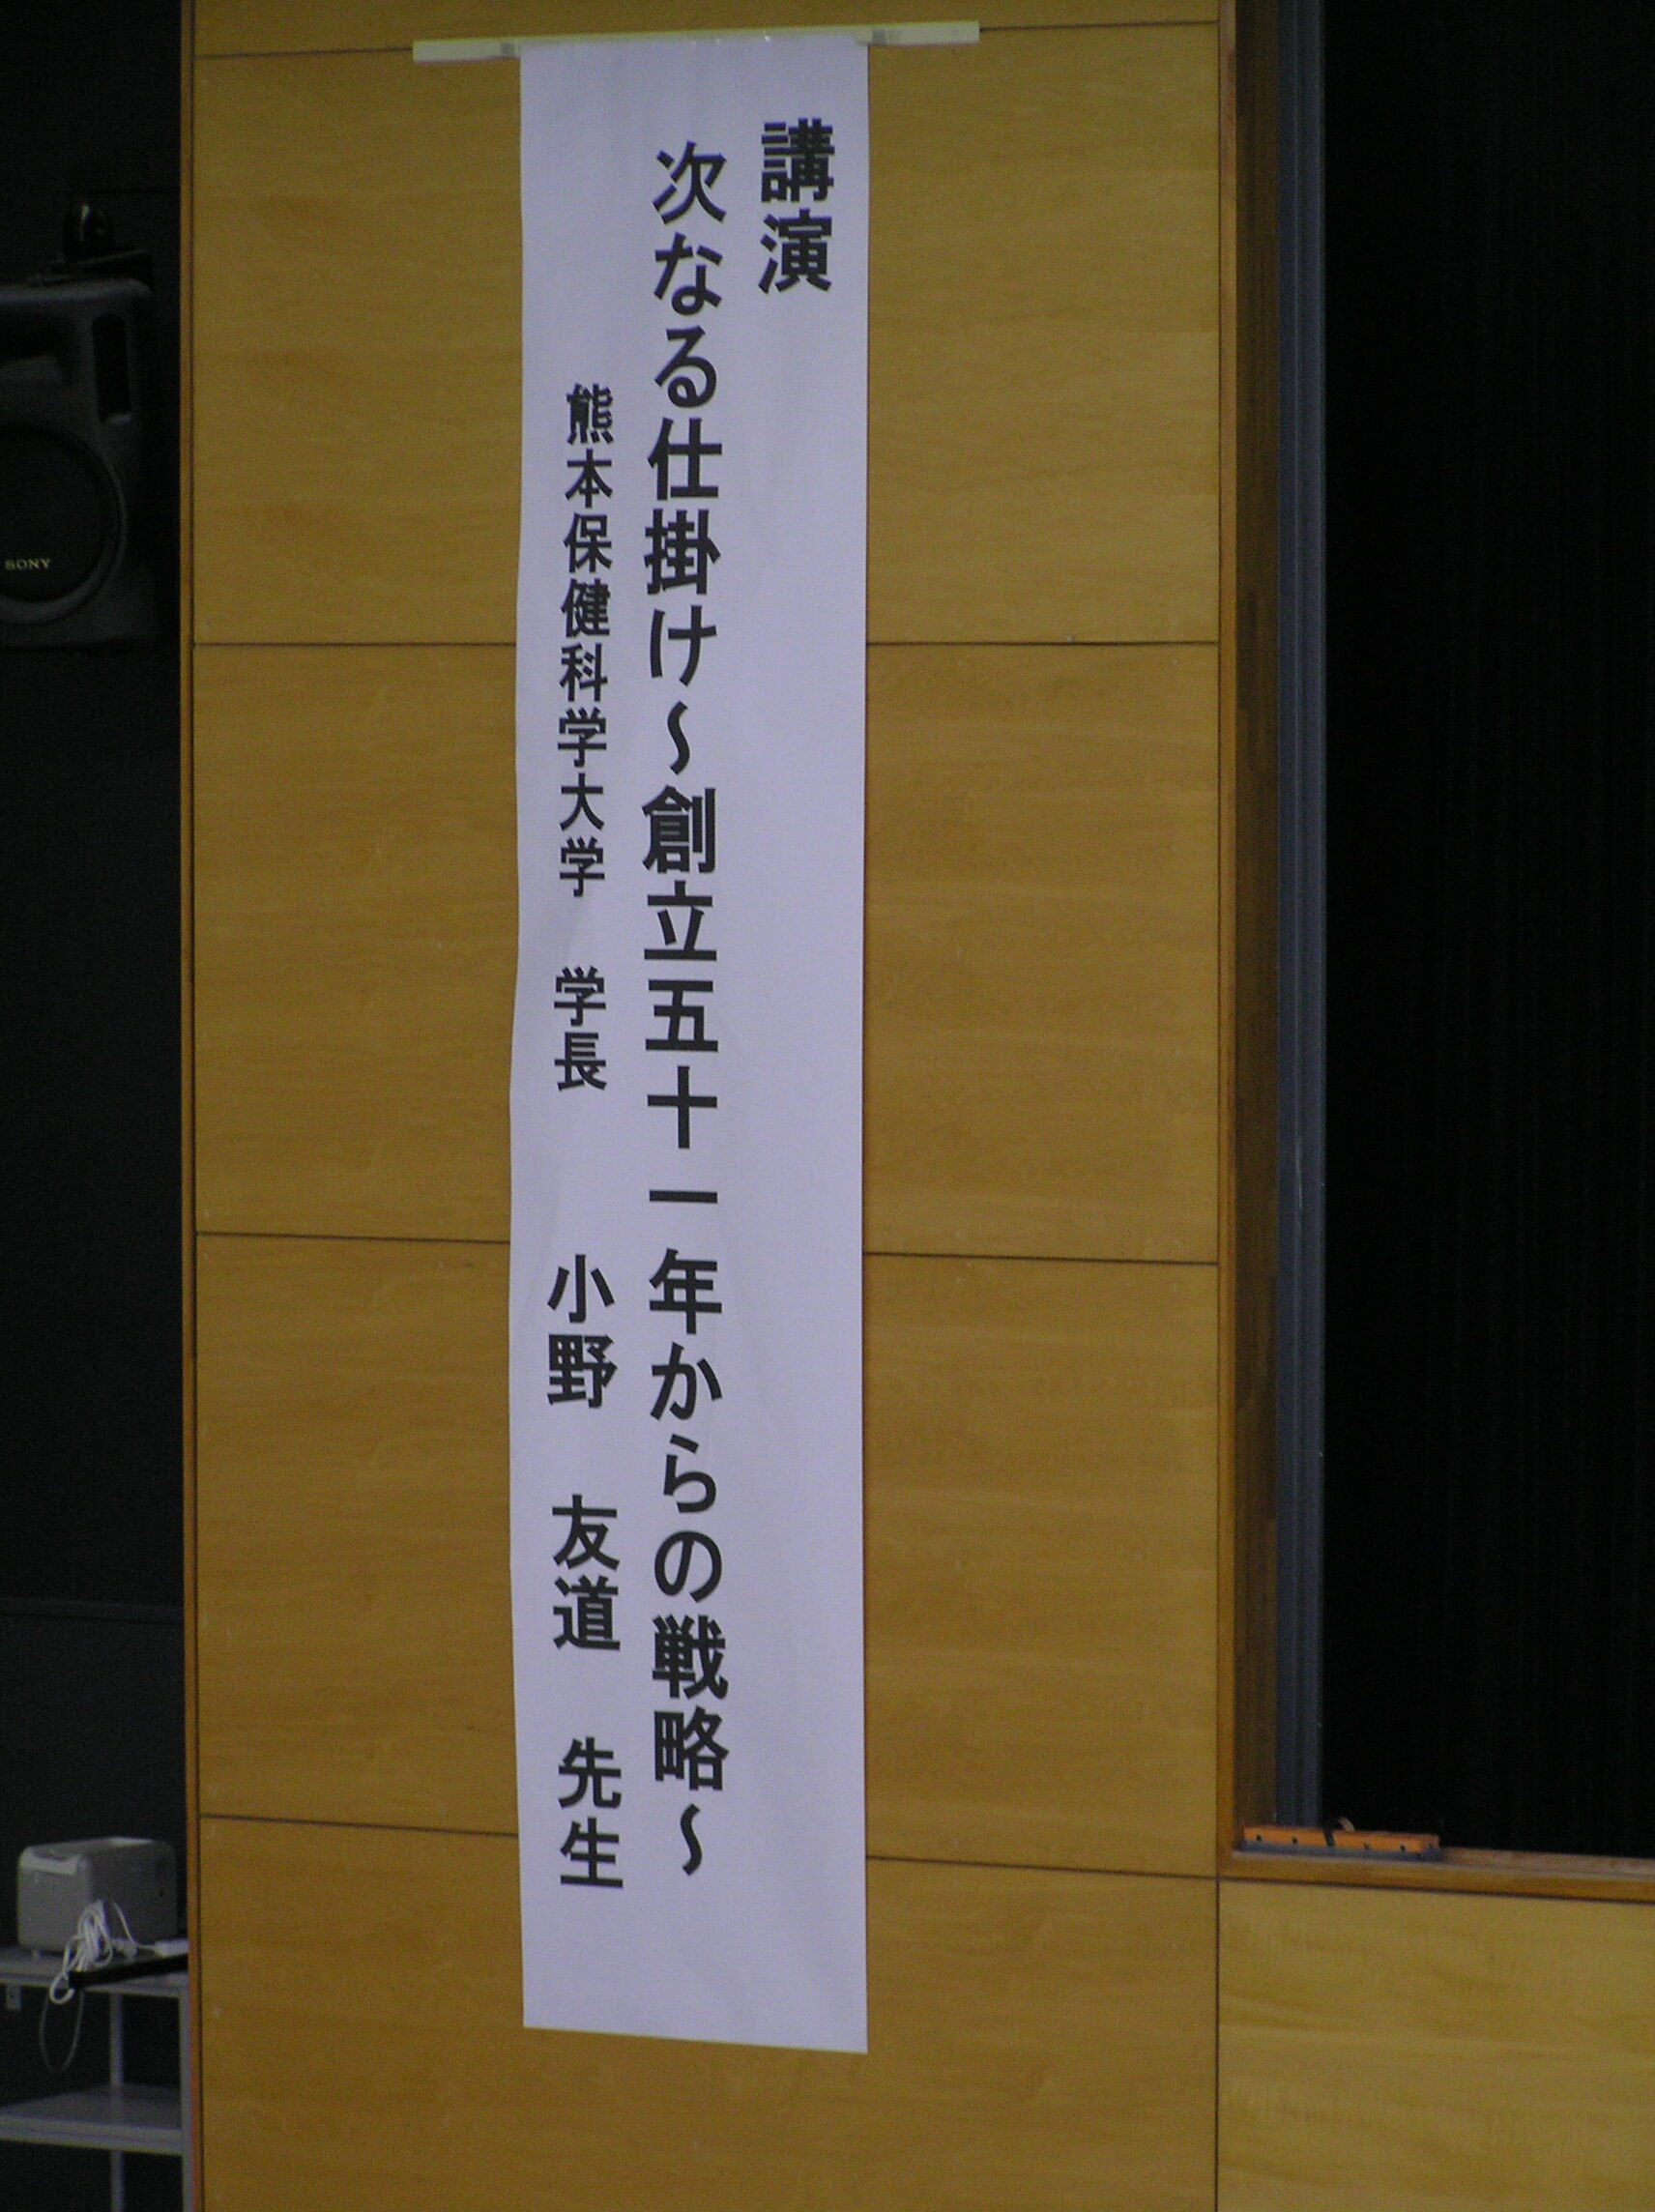 講演
次なる仕掛け～創立五十一年からの戦略～
熊本保健科学大学　学長　小野　友道　先生
SONY